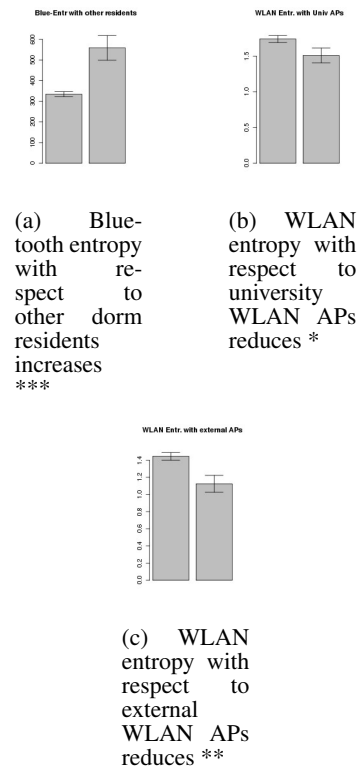 Blue-Entr with other residents
600
500
400
300
200
100
0
WLAN Entr. with Univ APs
1.5
1.0
0.5
0.0
(a) Blue-
tooth entropy
with re-
spect to
other dorm
residents
increases
***
(b) WLAN
entropy with
respect to
university
WLAN APs
reduces *
WLAN Entr. with external APs
1.4
1.2
1.0
0.8
0.6
0.4
0.2
0.0
(c) WLAN
entropy with
respect to
external
WLAN APs
reduces **